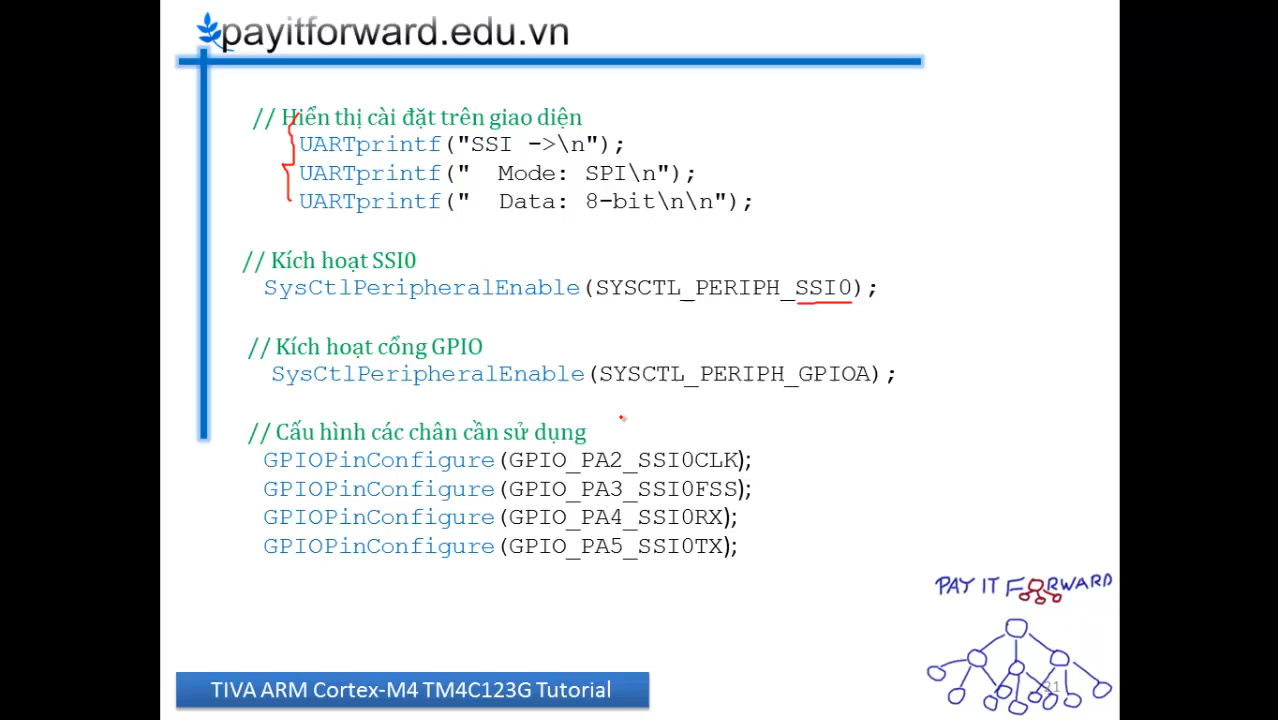 payitforward.edu.vn
// Hiển thị cài đặt trên giao diện
UARTprintf("SSI ->\n");
UARTprintf("  Mode: SPI\n");
UARTprintf("  Data: 8-bit\n\n");
// Kích hoạt SSI0
SysCtlPeripheralEnable(SYSCTL_PERIPH_SSI0);
// Kích hoạt cổng GPIO
SysCtlPeripheralEnable(SYSCTL_PERIPH_GPIOA);
// Cấu hình các chân cần sử dụng
GPIOPinConfigure(GPIO_PA2_SSI0CLK);
GPIOPinConfigure(GPIO_PA3_SSI0FSS);
GPIOPinConfigure(GPIO_PA4_SSI0RX);
GPIOPinConfigure(GPIO_PA5_SSI0TX);
PAY IT FORWARD
TIVA ARM Cortex-M4 TM4C123G Tutorial